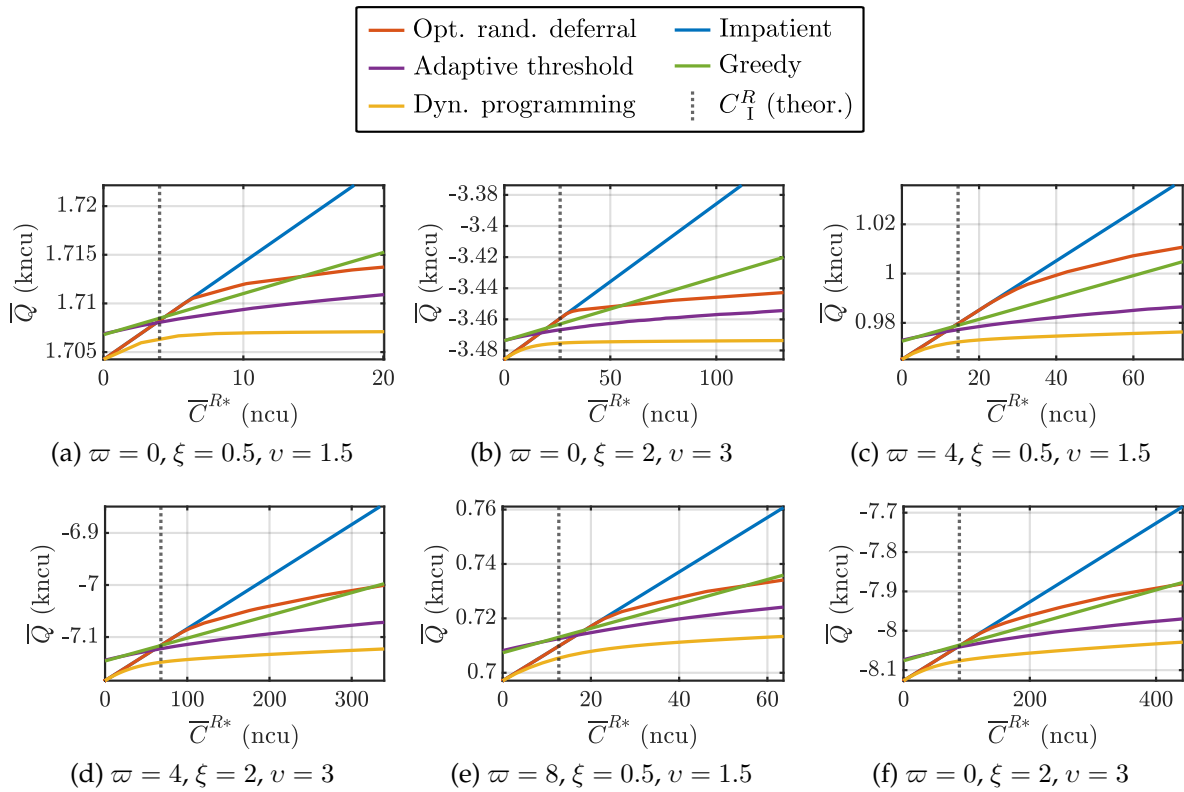 Opt. rand. deferral
Impatient
Adaptive threshold
Greedy
Dyn. programming
C_I^R (theor.)
1.72
1.715
1.71
1.705
Q̅ (kncu)
0 10 20
C̅^{R*} (ncu)
(a) ϖ = 0, ξ = 0.5, υ = 1.5
-3.38
-3.4
-3.42
-3.44
-3.46
-3.48
Q̅ (kncu)
0 50 100
C̅^{R*} (ncu)
(b) ϖ = 0, ξ = 2, υ = 3
1.02
1
0.98
Q̅ (kncu)
0 20 40 60
C̅^{R*} (ncu)
(c) ϖ = 4, ξ = 0.5, υ = 1.5
-6.9
-7
-7.1
Q̅ (kncu)
0 100 200 300
C̅^{R*} (ncu)
(d) ϖ = 4, ξ = 2, υ = 3
0.76
0.74
0.72
0.7
Q̅ (kncu)
0 20 40 60
C̅^{R*} (ncu)
(e) ϖ = 8, ξ = 0.5, υ = 1.5
-7.7
-7.8
-7.9
-8
-8.1
Q̅ (kncu)
0 200 400
C̅^{R*} (ncu)
(f) ϖ = 0, ξ = 2, υ = 3